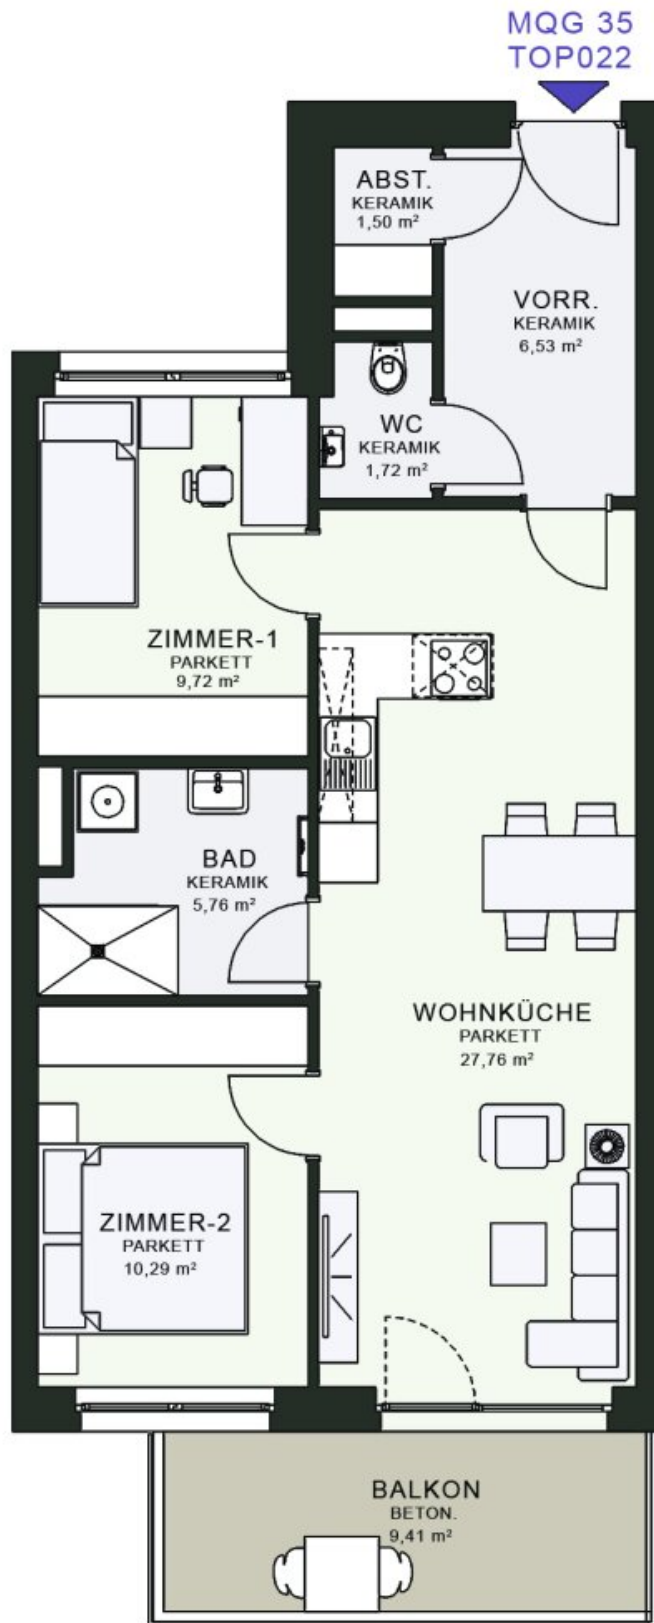 MQG 35
TOP022
ABST.
KERAMIK
1,50 m²
VORR.
KERAMIK
6,53 m²
WC
KERAMIK
1,72 m²
ZIMMER-1
PARKETT
9,72 m²
BAD
KERAMIK
5,76 m²
WOHNKÜCHE
PARKETT
27,76 m²
ZIMMER-2
PARKETT
10,29 m²
BALKON
BETON.
9,41 m²